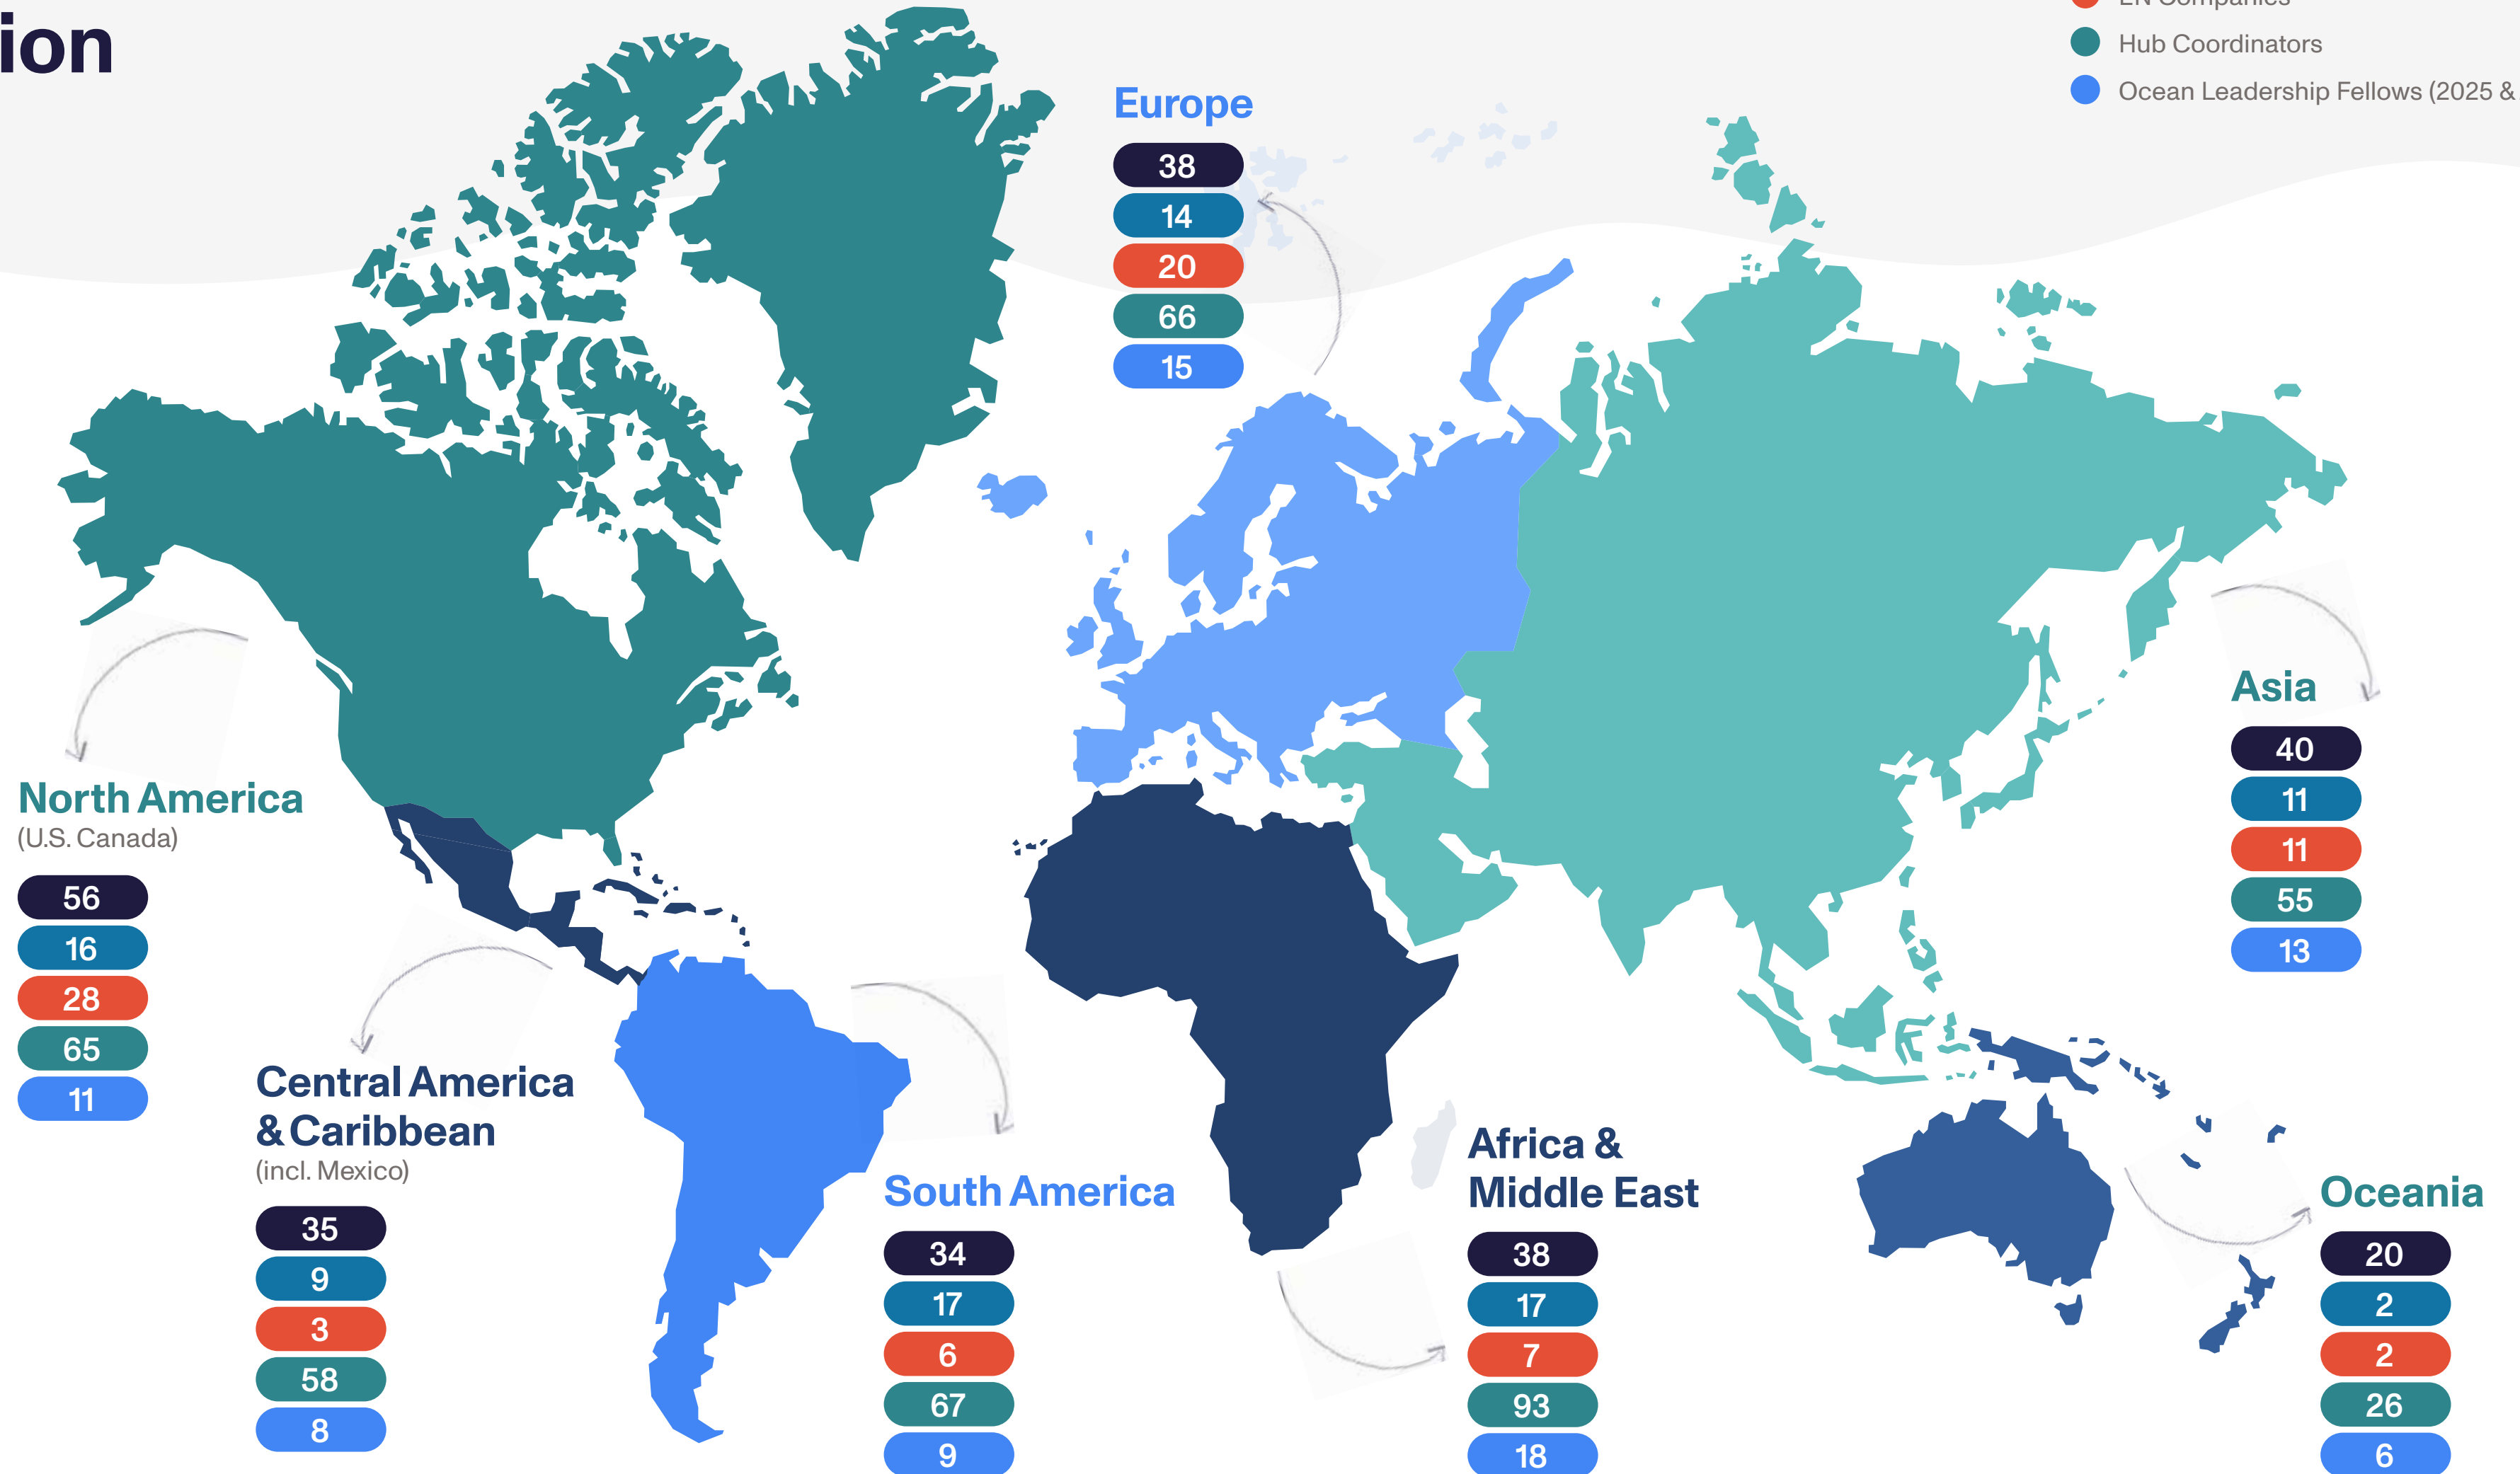 ion
EN Companies
Hub Coordinators
Ocean Leadership Fellows (2025 &
Europe
38
14
20
66
15
Asia
40
11
11
55
13
North America
(U.S. Canada)
56
16
28
65
11
Central America
& Caribbean
(incl. Mexico)
35
9
3
58
8
South America
34
17
6
67
9
Africa &
Middle East
38
17
7
93
18
Oceania
20
2
2
26
6